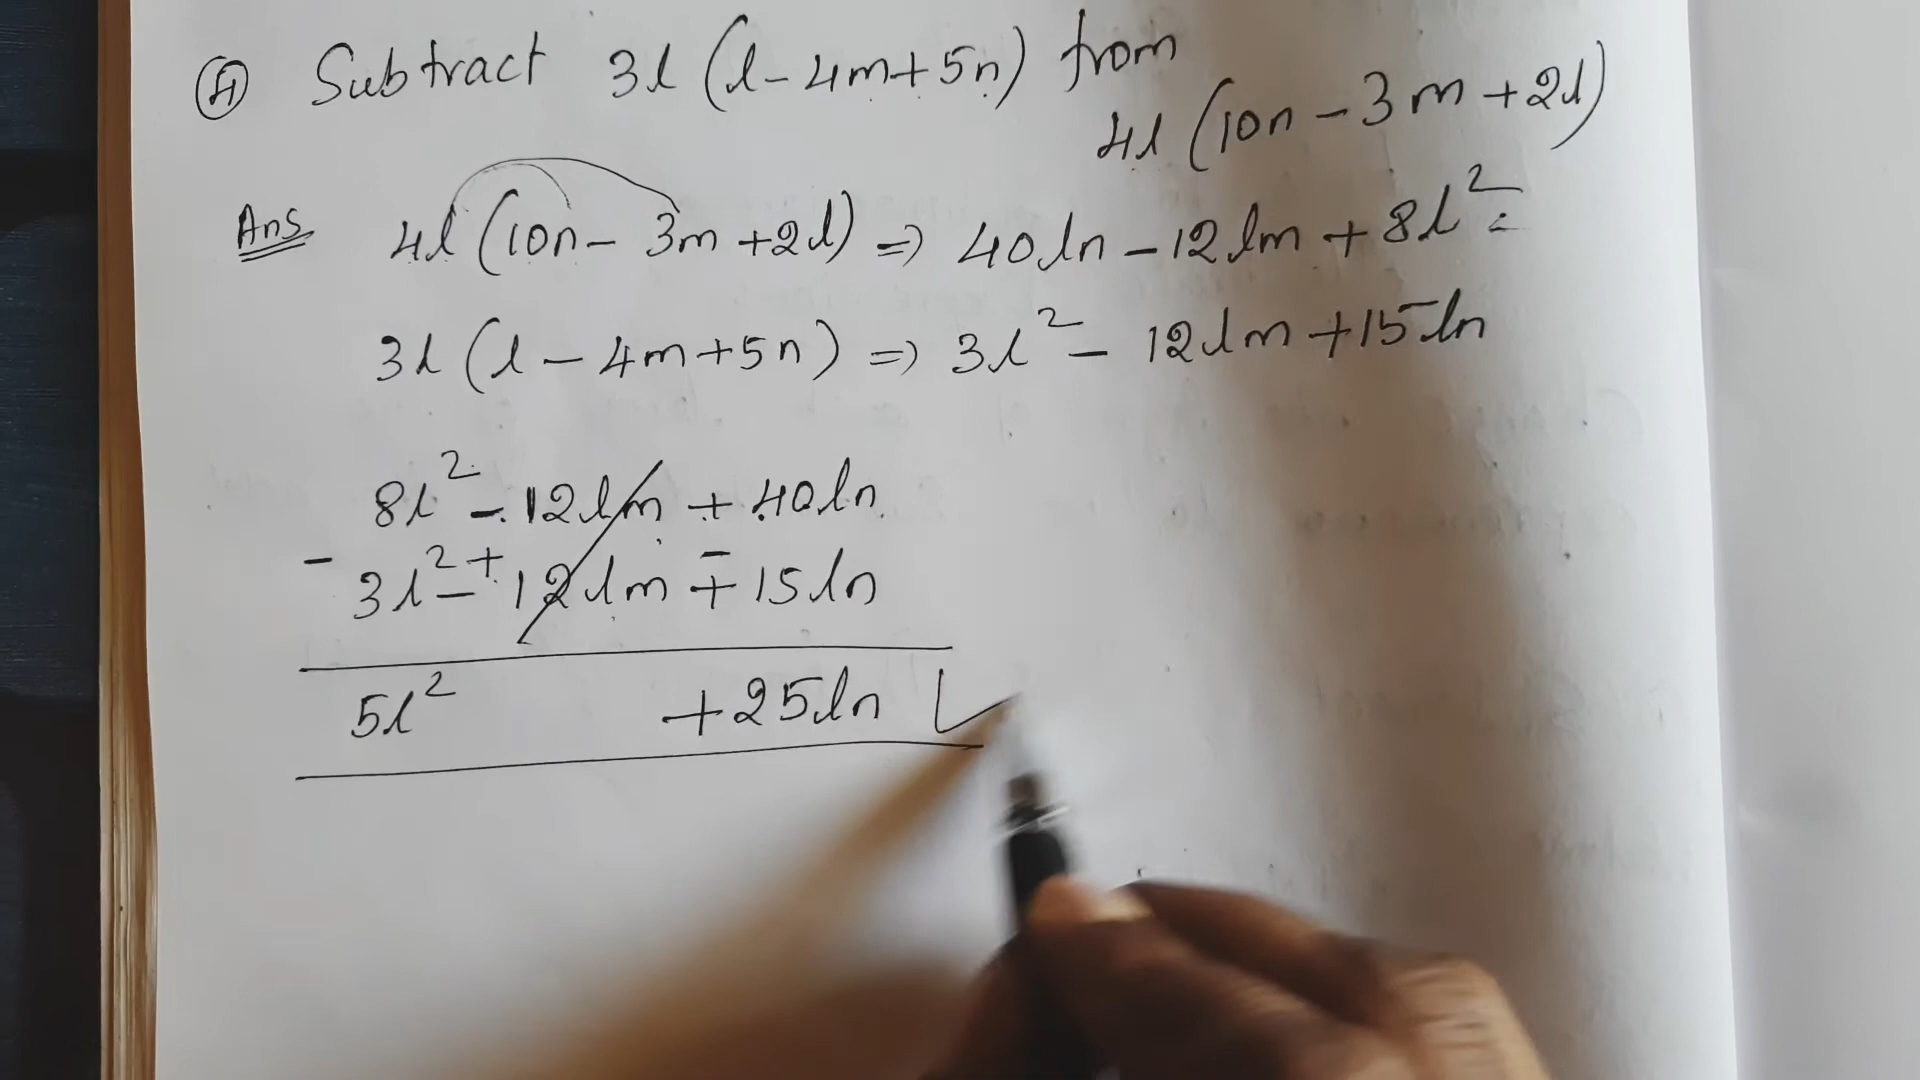 ④ Subtract 3l (l - 4m + 5n) from
4l (10n - 3m + 2l)
Ans 4l (10n - 3m + 2l) => 40ln - 12lm + 8l²
3l (l - 4m + 5n) => 3l² - 12lm + 15ln
8l² - 12lm + 40ln
- 3l² - + 12lm + - 15ln
5l² + 25ln